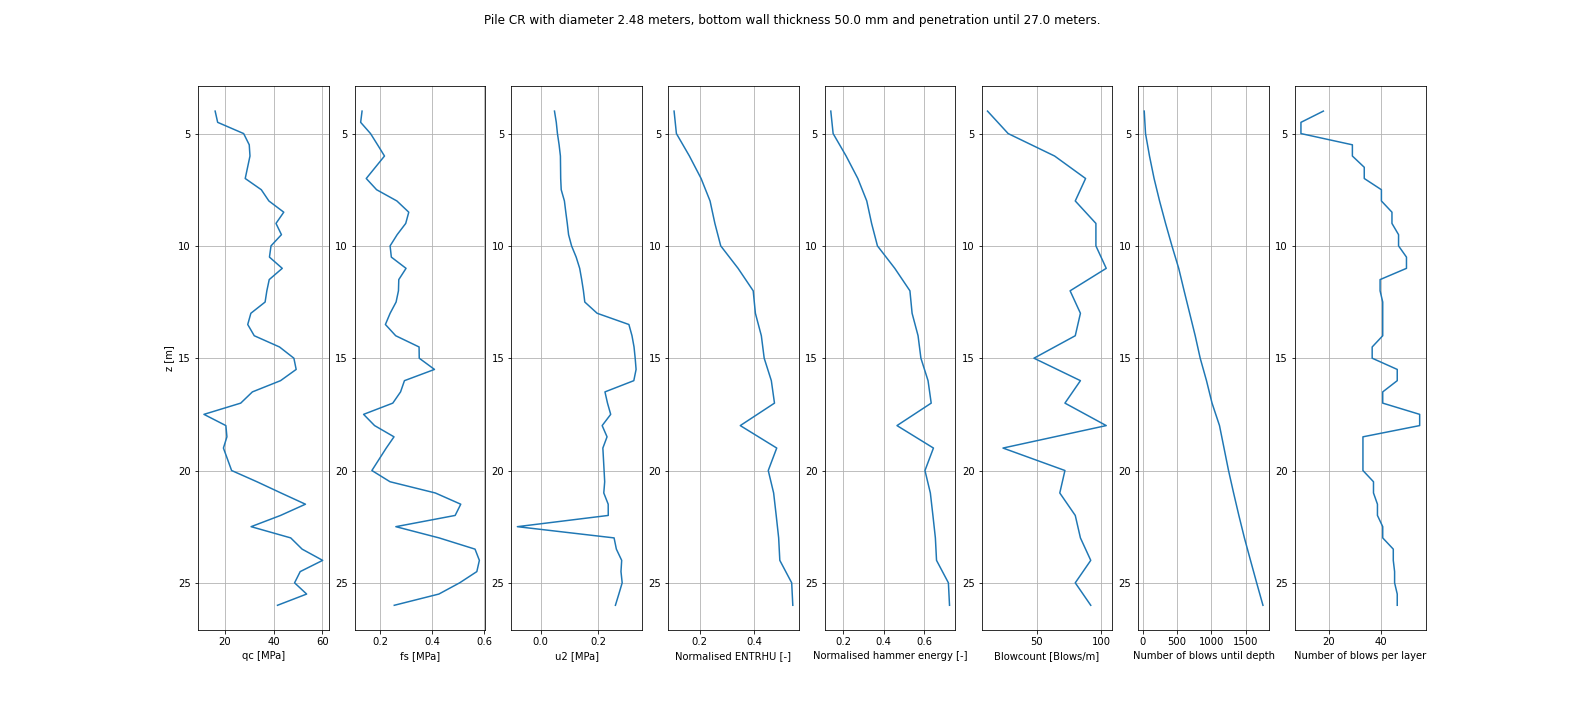 Pile CR with diameter 2.48 meters, bottom wall thickness 50.0 mm and penetration until 27.0 meters.
5 5 5 5 5 5 5 5
10 10 10 10 10 10 10 10
z [m]
15 15 15 15 15 15 15 15
20 20 20 20 20 20 20 20
25 25 25 25 25 25 25 25
20 40 60 0.2 0.4 0.6 0.0 0.2 0.2 0.4 0.2 0.4 0.6 50 100 0 500 1000 1500 20 40
qc [MPa] fs [MPa] u2 [MPa] Normalised ENTRHU [-] Normalised hammer energy [-] Blowcount [Blows/m] Number of blows until depth Number of blows per layer